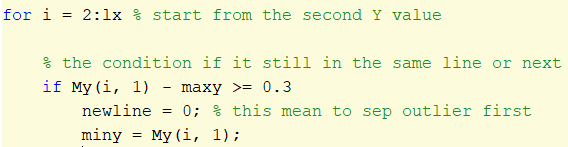 for i = 2:lx % start from the second Y value
% the condition if it still in the same line or next
if My(i, 1) - maxy >= 0.3
newline = 0; % this mean to sep outlier first
miny = My(i, 1);